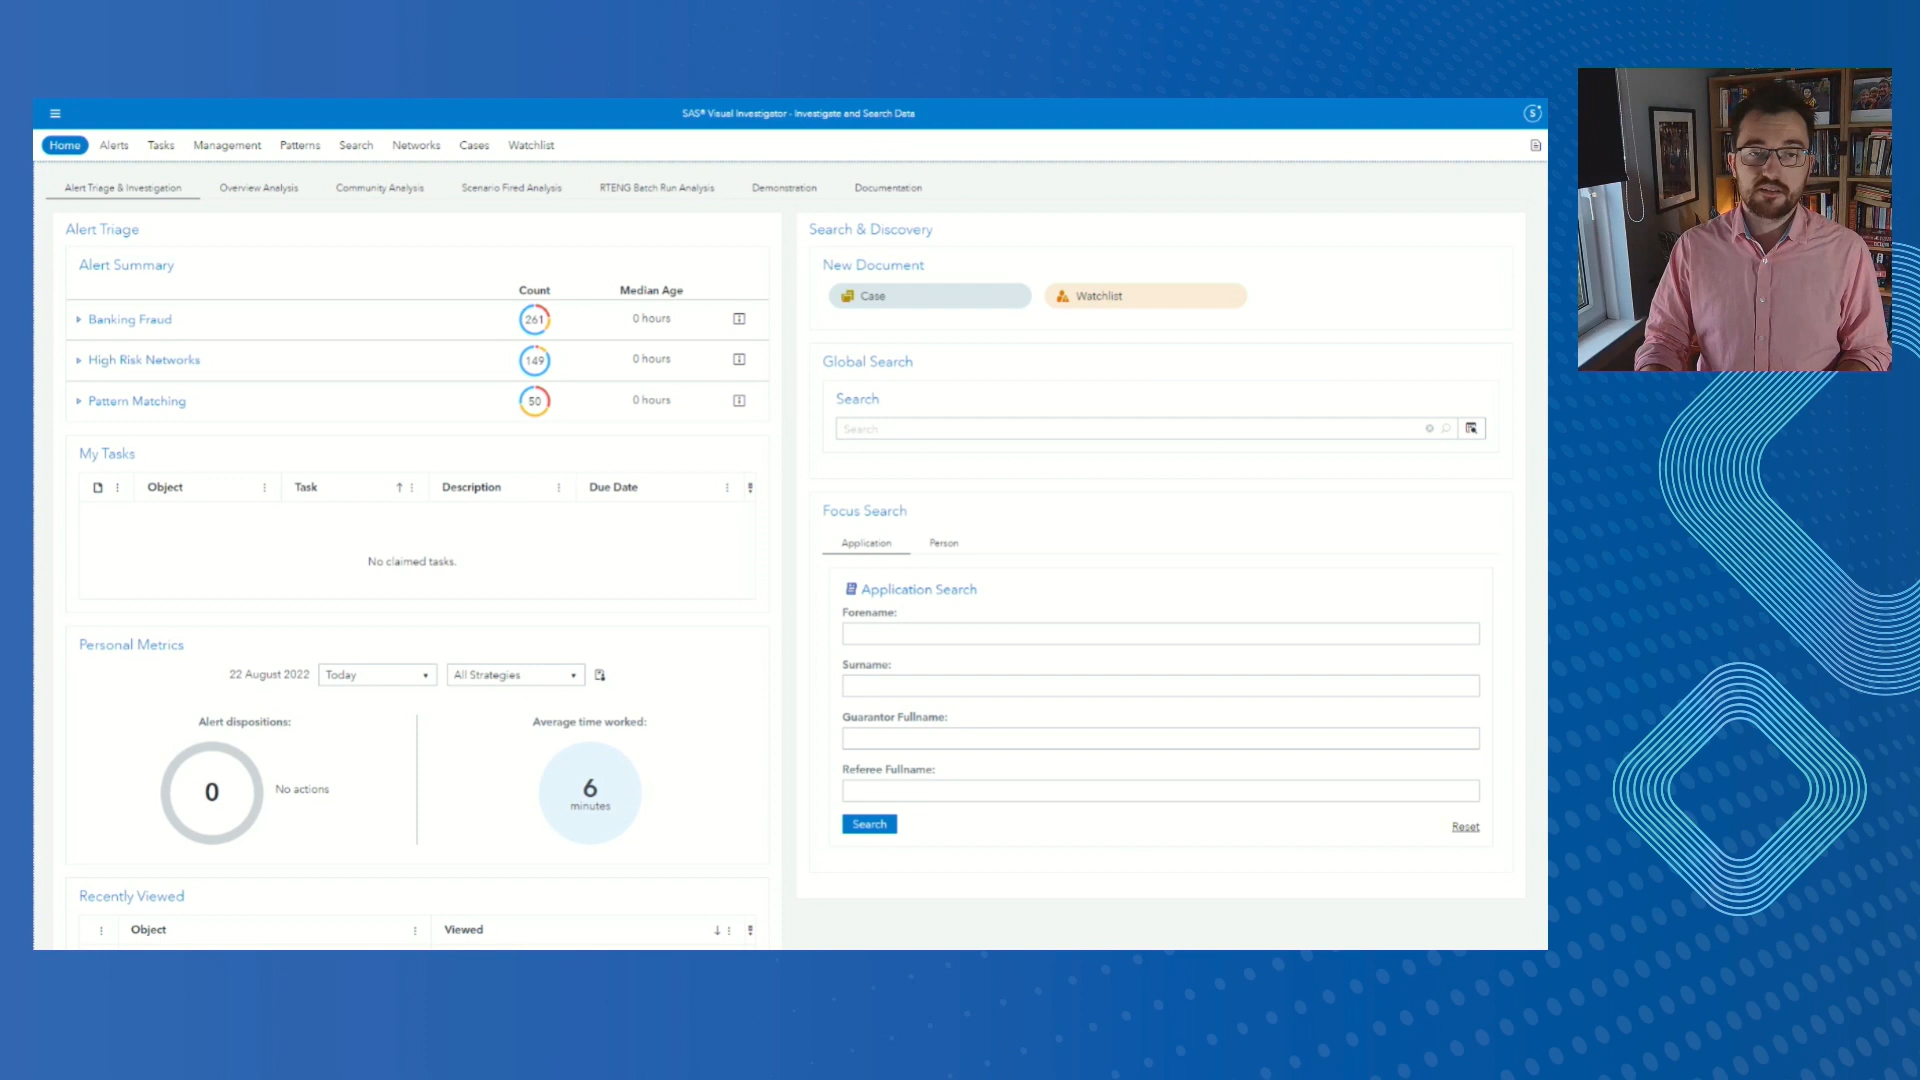 SAS® Visual Investigator - Investigate and Search Data
S
Home Alerts Tasks Management Patterns Search Networks Cases Watchlist
Alert Triage & Investigation Overview Analysis Community Analysis Scenario Fired Analysis RTENG Batch Run Analysis Demonstration Documentation
Alert Triage
Alert Summary
Count Median Age
Banking Fraud 261 0 hours
High Risk Networks 149 0 hours
Pattern Matching 50 0 hours
My Tasks
Object Task Description Due Date
No claimed tasks.
Personal Metrics
22 August 2022 Today All Strategies
Alert dispositions: Average time worked:
0 No actions
6
minutes
Recently Viewed
Object Viewed
Search & Discovery
New Document
Case Watchlist
Global Search
Search
Search
Focus Search
Application Person
Application Search
Forename:
Surname:
Guarantor Fullname:
Referee Fullname:
Search Reset